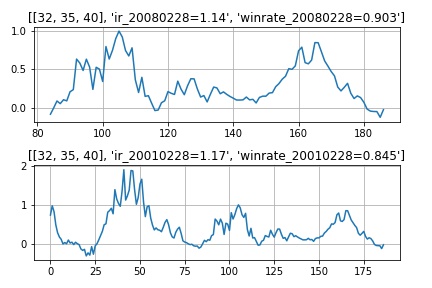 [[32, 35, 40], 'ir_20080228=1.14', 'winrate_20080228=0.903']
1.0
0.5
0.0
80 100 120 140 160 180
[[32, 35, 40], 'ir_20010228=1.17', 'winrate_20010228=0.845']
2
1
0
0 25 50 75 100 125 150 175